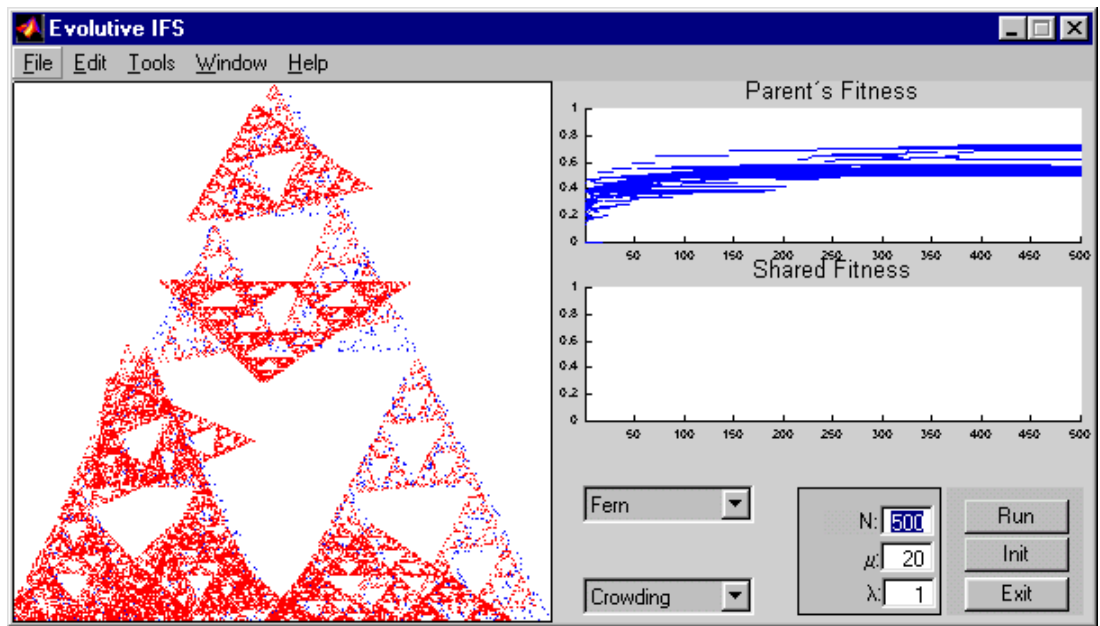 Evolutive IFS
File Edit Tools Window Help
Parent´s Fitness
1
0.8
0.6
0.4
0.2
0
50 100 150 200 250 300 350 400 450 500
Shared Fitness
1
0.8
0.6
0.4
0.2
0
50 100 150 200 250 300 350 400 450 500
Fern
N: 500
Run
μ: 20
Init
Crowding
λ: 1
Exit